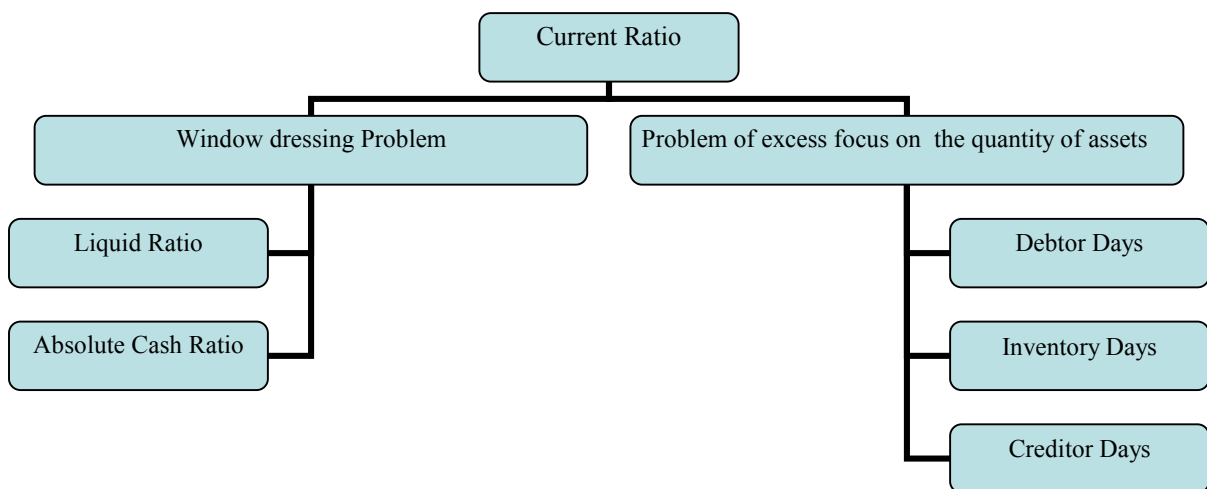 Current Ratio
Window dressing Problem
Problem of excess focus on the quantity of assets
Liquid Ratio
Debtor Days
Absolute Cash Ratio
Inventory Days
Creditor Days